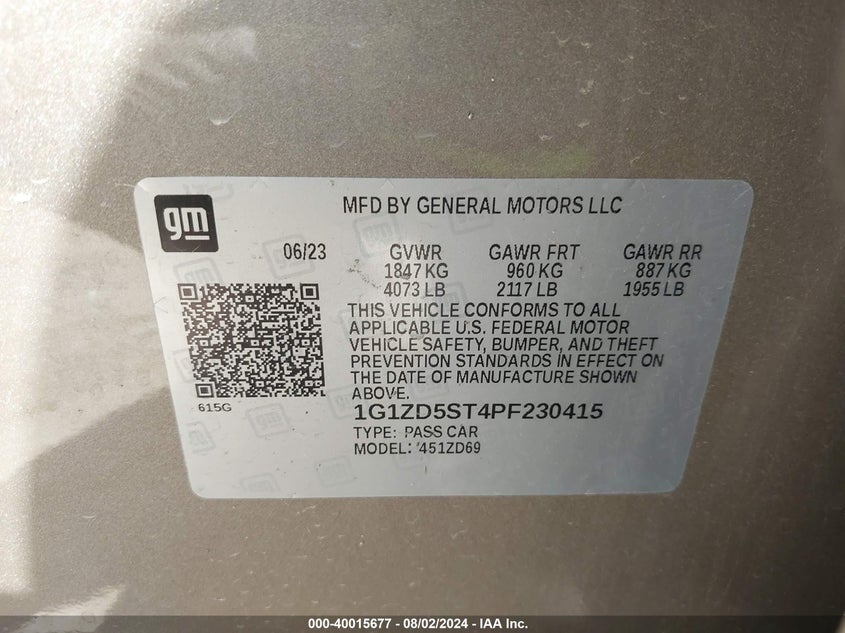 gm
MFD BY GENERAL MOTORS LLC
06/23 GVWR GAWR FRT GAWR RR
1847 KG 960 KG 887 KG
4073 LB 2117 LB 1955 LB
THIS VEHICLE CONFORMS TO ALL
APPLICABLE U.S. FEDERAL MOTOR
VEHICLE SAFETY, BUMPER, AND THEFT
PREVENTION STANDARDS IN EFFECT ON
THE DATE OF MANUFACTURE SHOWN
ABOVE.
615G
1G1ZD5ST4PF230415
TYPE: PASS CAR
MODEL: 451ZD69
000-40015677 - 08/02/2024 - IAA Inc.